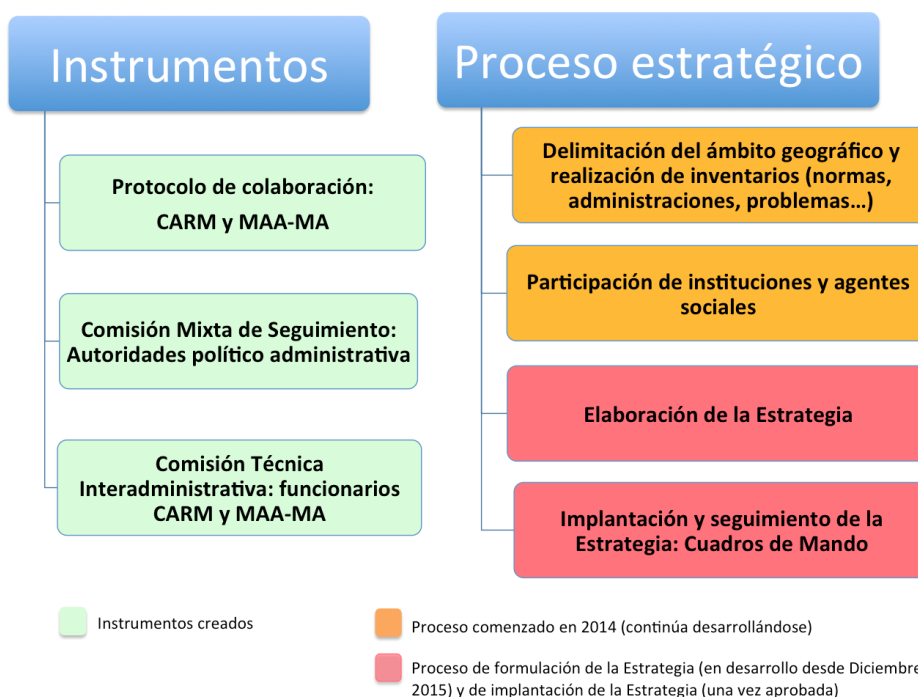 Instrumentos
Protocolo de colaboración:
CARM y MAA-MA
Comisión Mixta de Seguimiento:
Autoridades político administrativa
Comisión Técnica
Interadministrativa: funcionarios
CARM y MAA-MA
Proceso estratégico
Delimitación del ámbito geográfico y
realización de inventarios (normas,
administraciones, problemas...)
Participación de instituciones y agentes
sociales
Elaboración de la Estrategia
Implantación y seguimiento de la
Estrategia: Cuadros de Mando
Instrumentos creados
Proceso comenzado en 2014 (continúa desarrollándose)
Proceso de formulación de la Estrategia (en desarrollo desde Diciembre
2015) y de implantación de la Estrategia (una vez aprobada)